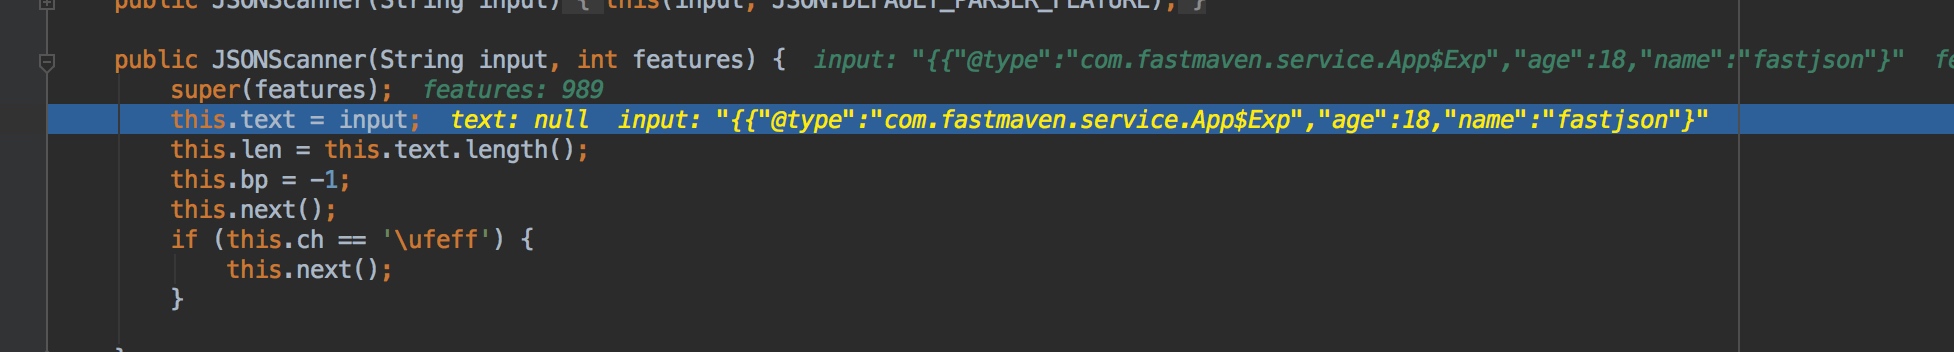 public JSONScanner(String input) { this(input, JSON.DEFAULT_PARSER_FEATURE); }
public JSONScanner(String input, int features) { input: "{{"@type":"com.fastmaven.service.App$Exp","age":18,"name":"fastjson"}" fe
super(features); features: 989
this.text = input; text: null input: "{{"@type":"com.fastmaven.service.App$Exp","age":18,"name":"fastjson"}"
this.len = this.text.length();
this.bp = -1;
this.next();
if (this.ch == '\ufeff') {
this.next();
}
}